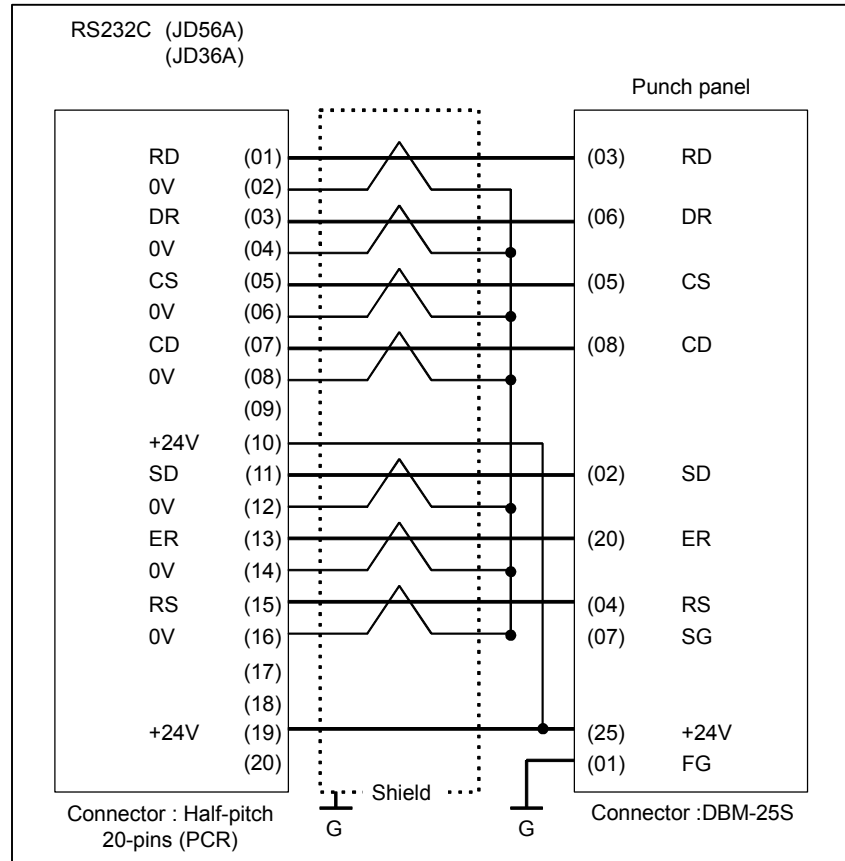 RS232C (JD56A)
(JD36A)
Punch panel
RD (01) (03) RD
0V (02)
DR (03) (06) DR
0V (04)
CS (05) (05) CS
0V (06)
CD (07) (08) CD
0V (08)
(09)
+24V (10)
SD (11) (02) SD
0V (12)
ER (13) (20) ER
0V (14)
RS (15) (04) RS
0V (16) (07) SG
(17)
(18)
+24V (19) (25) +24V
(20) (01) FG
Shield
G G
Connector : Half-pitch
20-pins (PCR)
Connector :DBM-25S